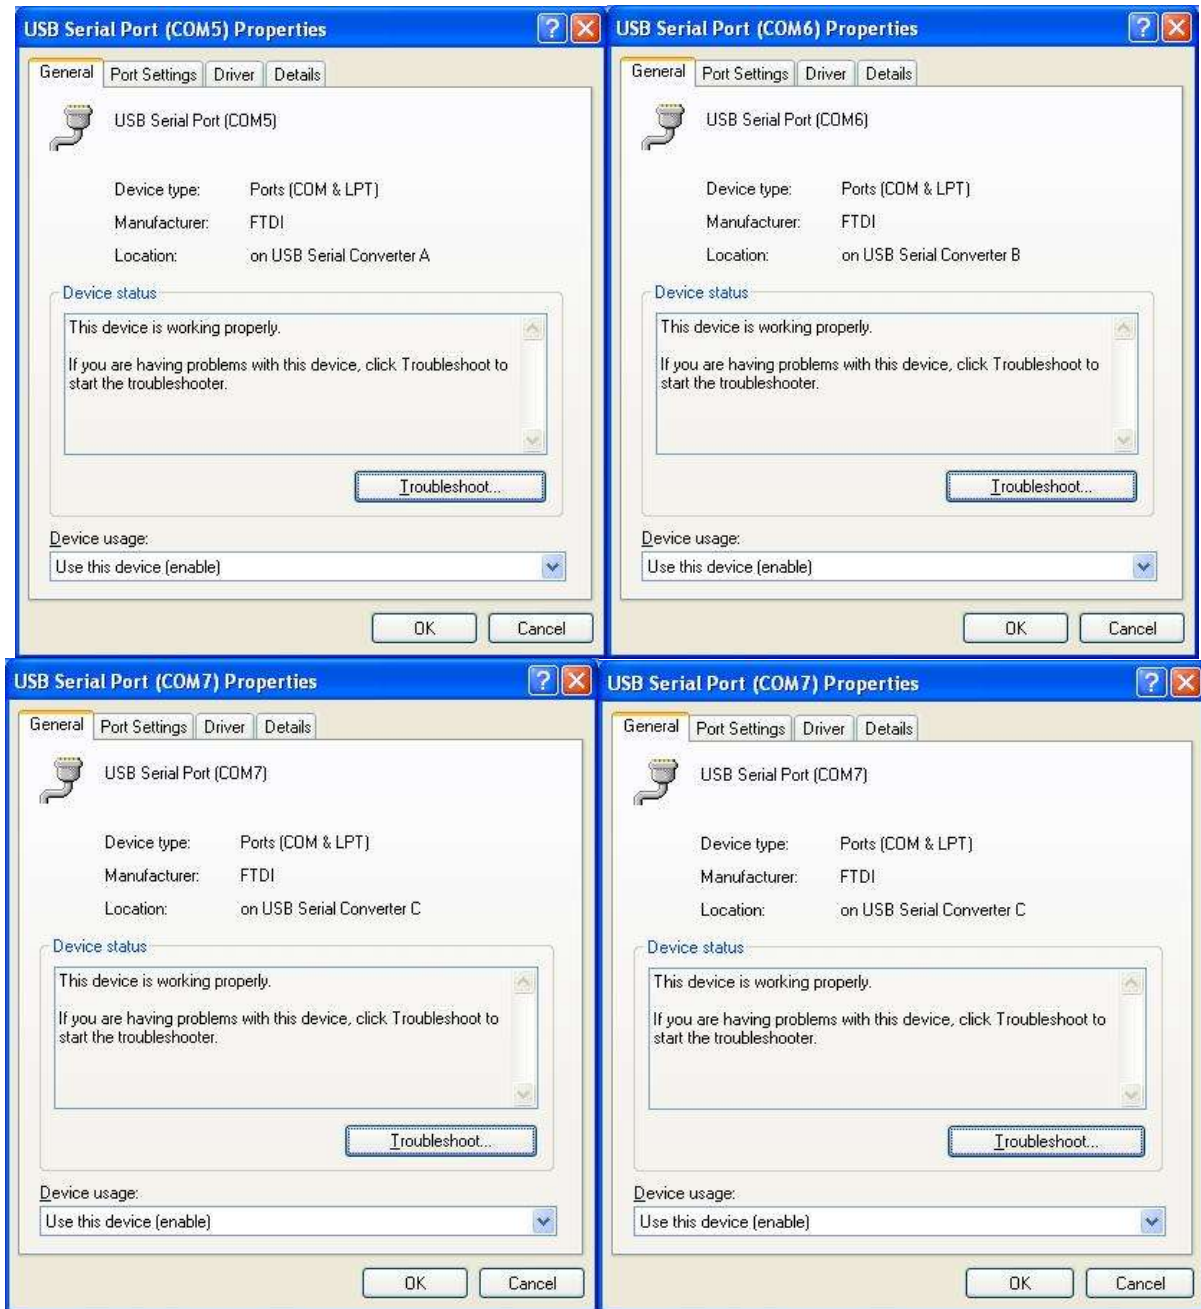 USB Serial Port (COM5) Properties
General Port Settings Driver Details
USB Serial Port (COM5)
Device type: Ports (COM & LPT)
Manufacturer: FTDI
Location: on USB Serial Converter A
Device status
This device is working properly.
If you are having problems with this device, click Troubleshoot to
start the troubleshooter.
Troubleshoot...
Device usage:
Use this device (enable)
OK Cancel
USB Serial Port (COM6) Properties
General Port Settings Driver Details
USB Serial Port (COM6)
Device type: Ports (COM & LPT)
Manufacturer: FTDI
Location: on USB Serial Converter B
Device status
This device is working properly.
If you are having problems with this device, click Troubleshoot to
start the troubleshooter.
Troubleshoot...
Device usage:
Use this device (enable)
OK Cancel
USB Serial Port (COM7) Properties
General Port Settings Driver Details
USB Serial Port (COM7)
Device type: Ports (COM & LPT)
Manufacturer: FTDI
Location: on USB Serial Converter C
Device status
This device is working properly.
If you are having problems with this device, click Troubleshoot to
start the troubleshooter.
Troubleshoot...
Device usage:
Use this device (enable)
OK Cancel
USB Serial Port (COM7) Properties
General Port Settings Driver Details
USB Serial Port (COM7)
Device type: Ports (COM & LPT)
Manufacturer: FTDI
Location: on USB Serial Converter C
Device status
This device is working properly.
If you are having problems with this device, click Troubleshoot to
start the troubleshooter.
Troubleshoot...
Device usage:
Use this device (enable)
OK Cancel